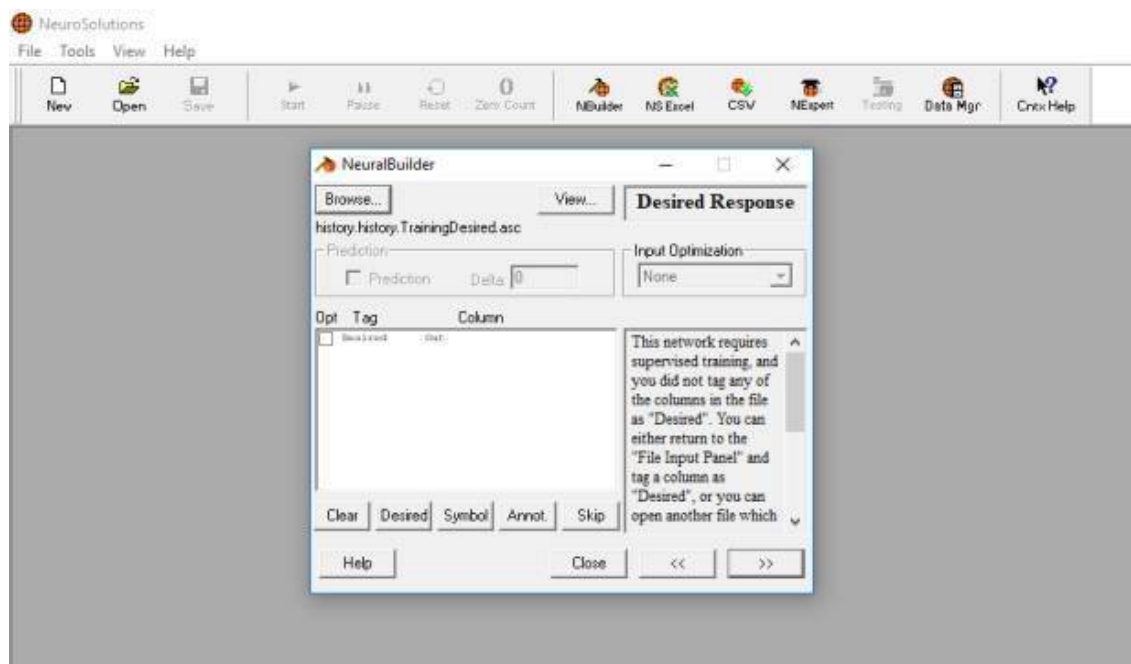 NeuroSolutions
File Tools View Help
New Open Save Start Pause Reset Zero Count NBuilder NS Excel CSV NExpert Testing Data Mgr Cntx Help
NeuralBuilder
Browse... View... Desired Response
history.history.TrainingDesired.asc
Prediction Input Optimization
Prediction Delta: 0 None
Opt Tag Column
Desired Out
This network requires
supervised training, and
you did not tag any of
the columns in the file
as "Desired". You can
either return to the
"File Input Panel" and
tag a column as
"Desired", or you can
open another file which
Clear Desired Symbol Annot. Skip
Help Close << >>